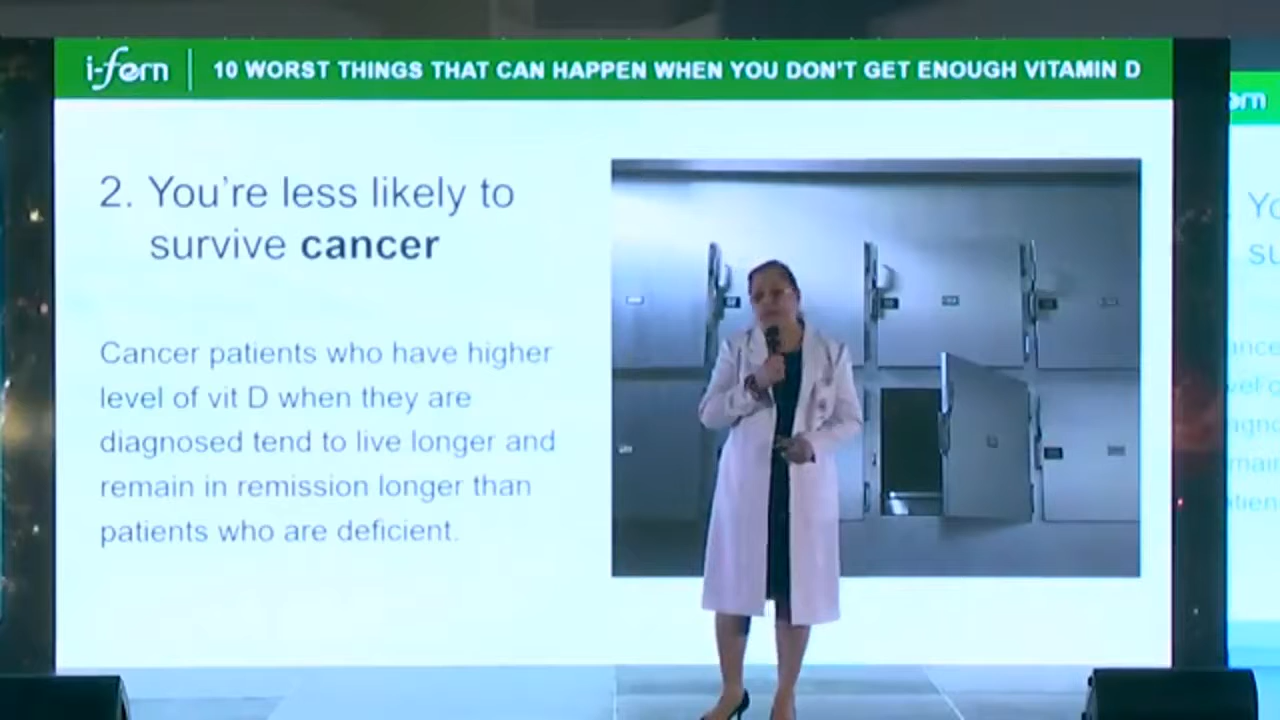 i-fern
10 WORST THINGS THAT CAN HAPPEN WHEN YOU DON'T GET ENOUGH VITAMIN D
2. You're less likely to
survive cancer
Cancer patients who have higher
level of vit D when they are
diagnosed tend to live longer and
remain in remission longer than
patients who are deficient.